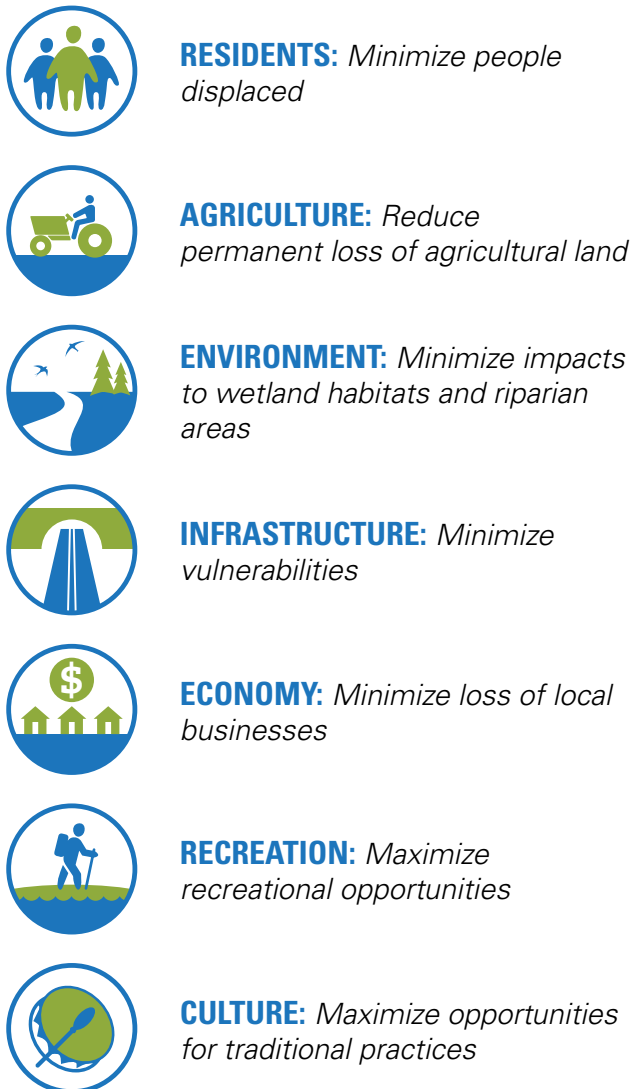 RESIDENTS: Minimize people
displaced
AGRICULTURE: Reduce
permanent loss of agricultural land
ENVIRONMENT: Minimize impacts
to wetland habitats and riparian
areas
INFRASTRUCTURE: Minimize
vulnerabilities
$
ECONOMY: Minimize loss of local
businesses
RECREATION: Maximize
recreational opportunities
CULTURE: Maximize opportunities
for traditional practices